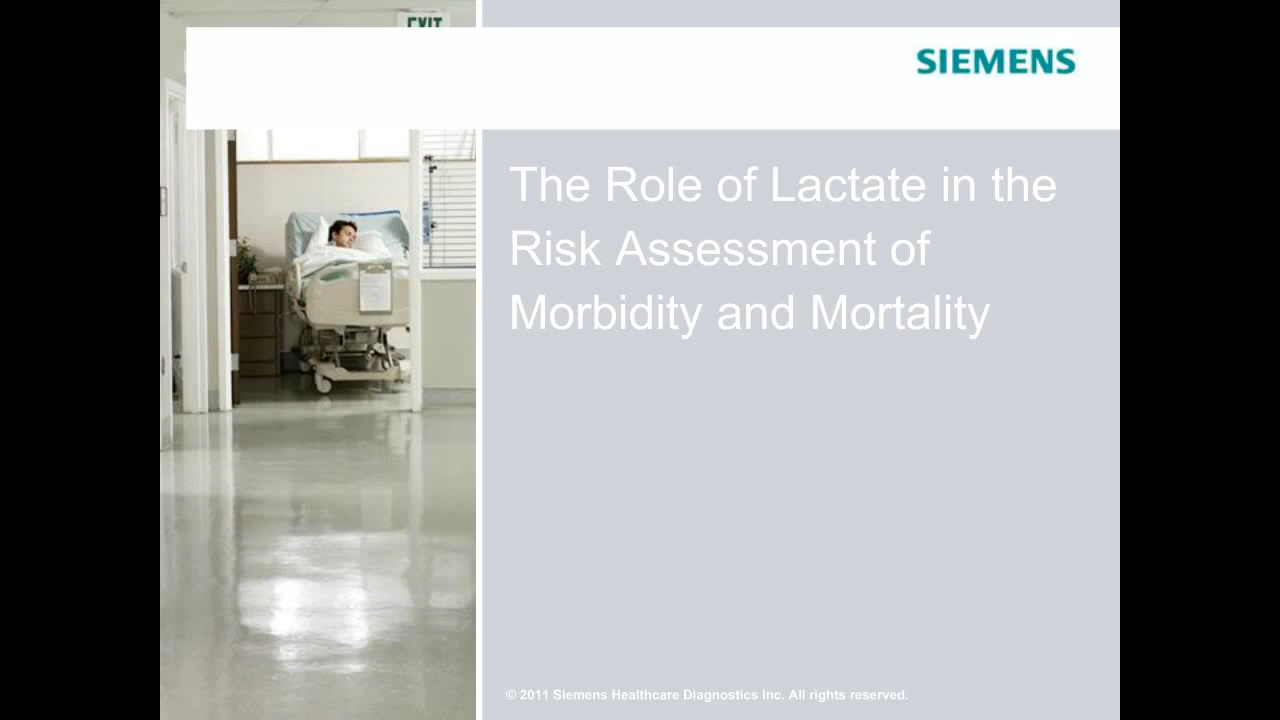 EXIT
SIEMENS
The Role of Lactate in the
Risk Assessment of
Morbidity and Mortality
© 2011 Siemens Healthcare Diagnostics Inc. All rights reserved.